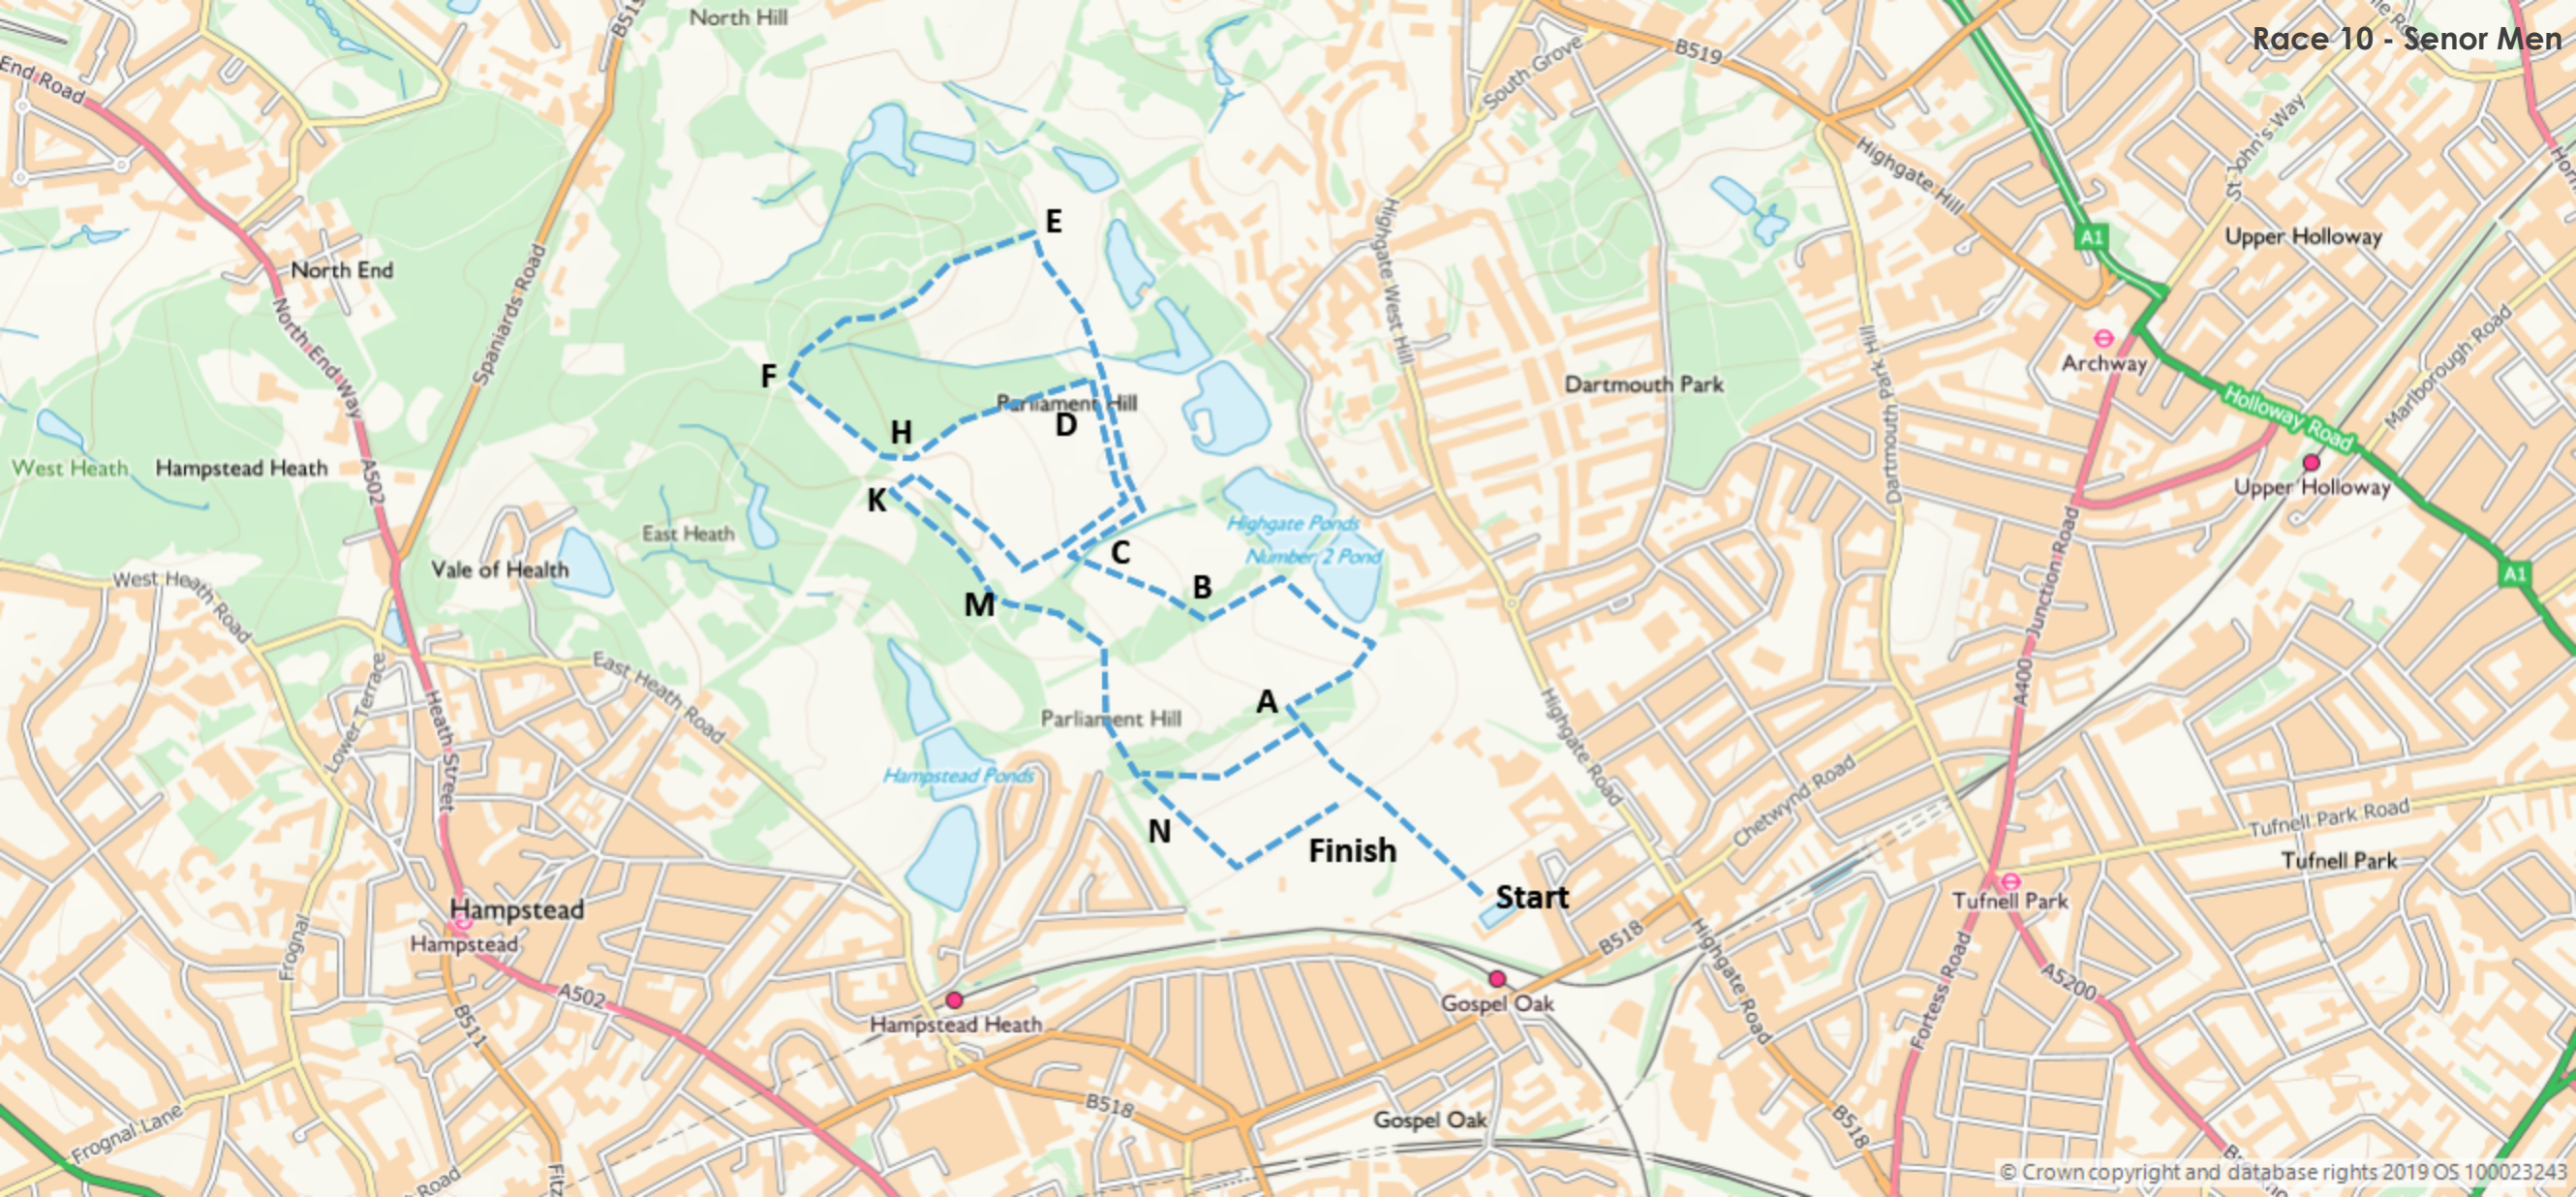 Race 10 - Senor Men
North Hill
B519
End Road
South Grove
B519
St John's Way
Highgate Hill
A1
Upper Holloway
E
North End
Spaniards Road
Highgate West Hill
Archway
Dartmouth Park
Dartmouth Park Hill
Marlborough Road
Holloway Road
North End Way
F
Parliament Hill
D
H
A502
West Heath
Hampstead Heath
K
Upper Holloway
East Heath
Highgate Ponds
Number 2 Pond
C
B
A1
Vale of Health
West Heath Road
M
Junction Road
East Heath Road
Lower Terrace
A
A400
Parliament Hill
Heath Street
Highgate Road
Hampstead Ponds
Chetwynd Road
Tufnell Park Road
N
Finish
Tufnell Park
Start
Tufnell Park
Hampstead
Hampstead
Frognal
B518
Highgate Road
Fortess Road
A5200
A502
B511
Gospel Oak
Hampstead Heath
B518
Gospel Oak
B518
Frognal Lane
Road
© Crown copyright and database rights 2019 OS 100023243